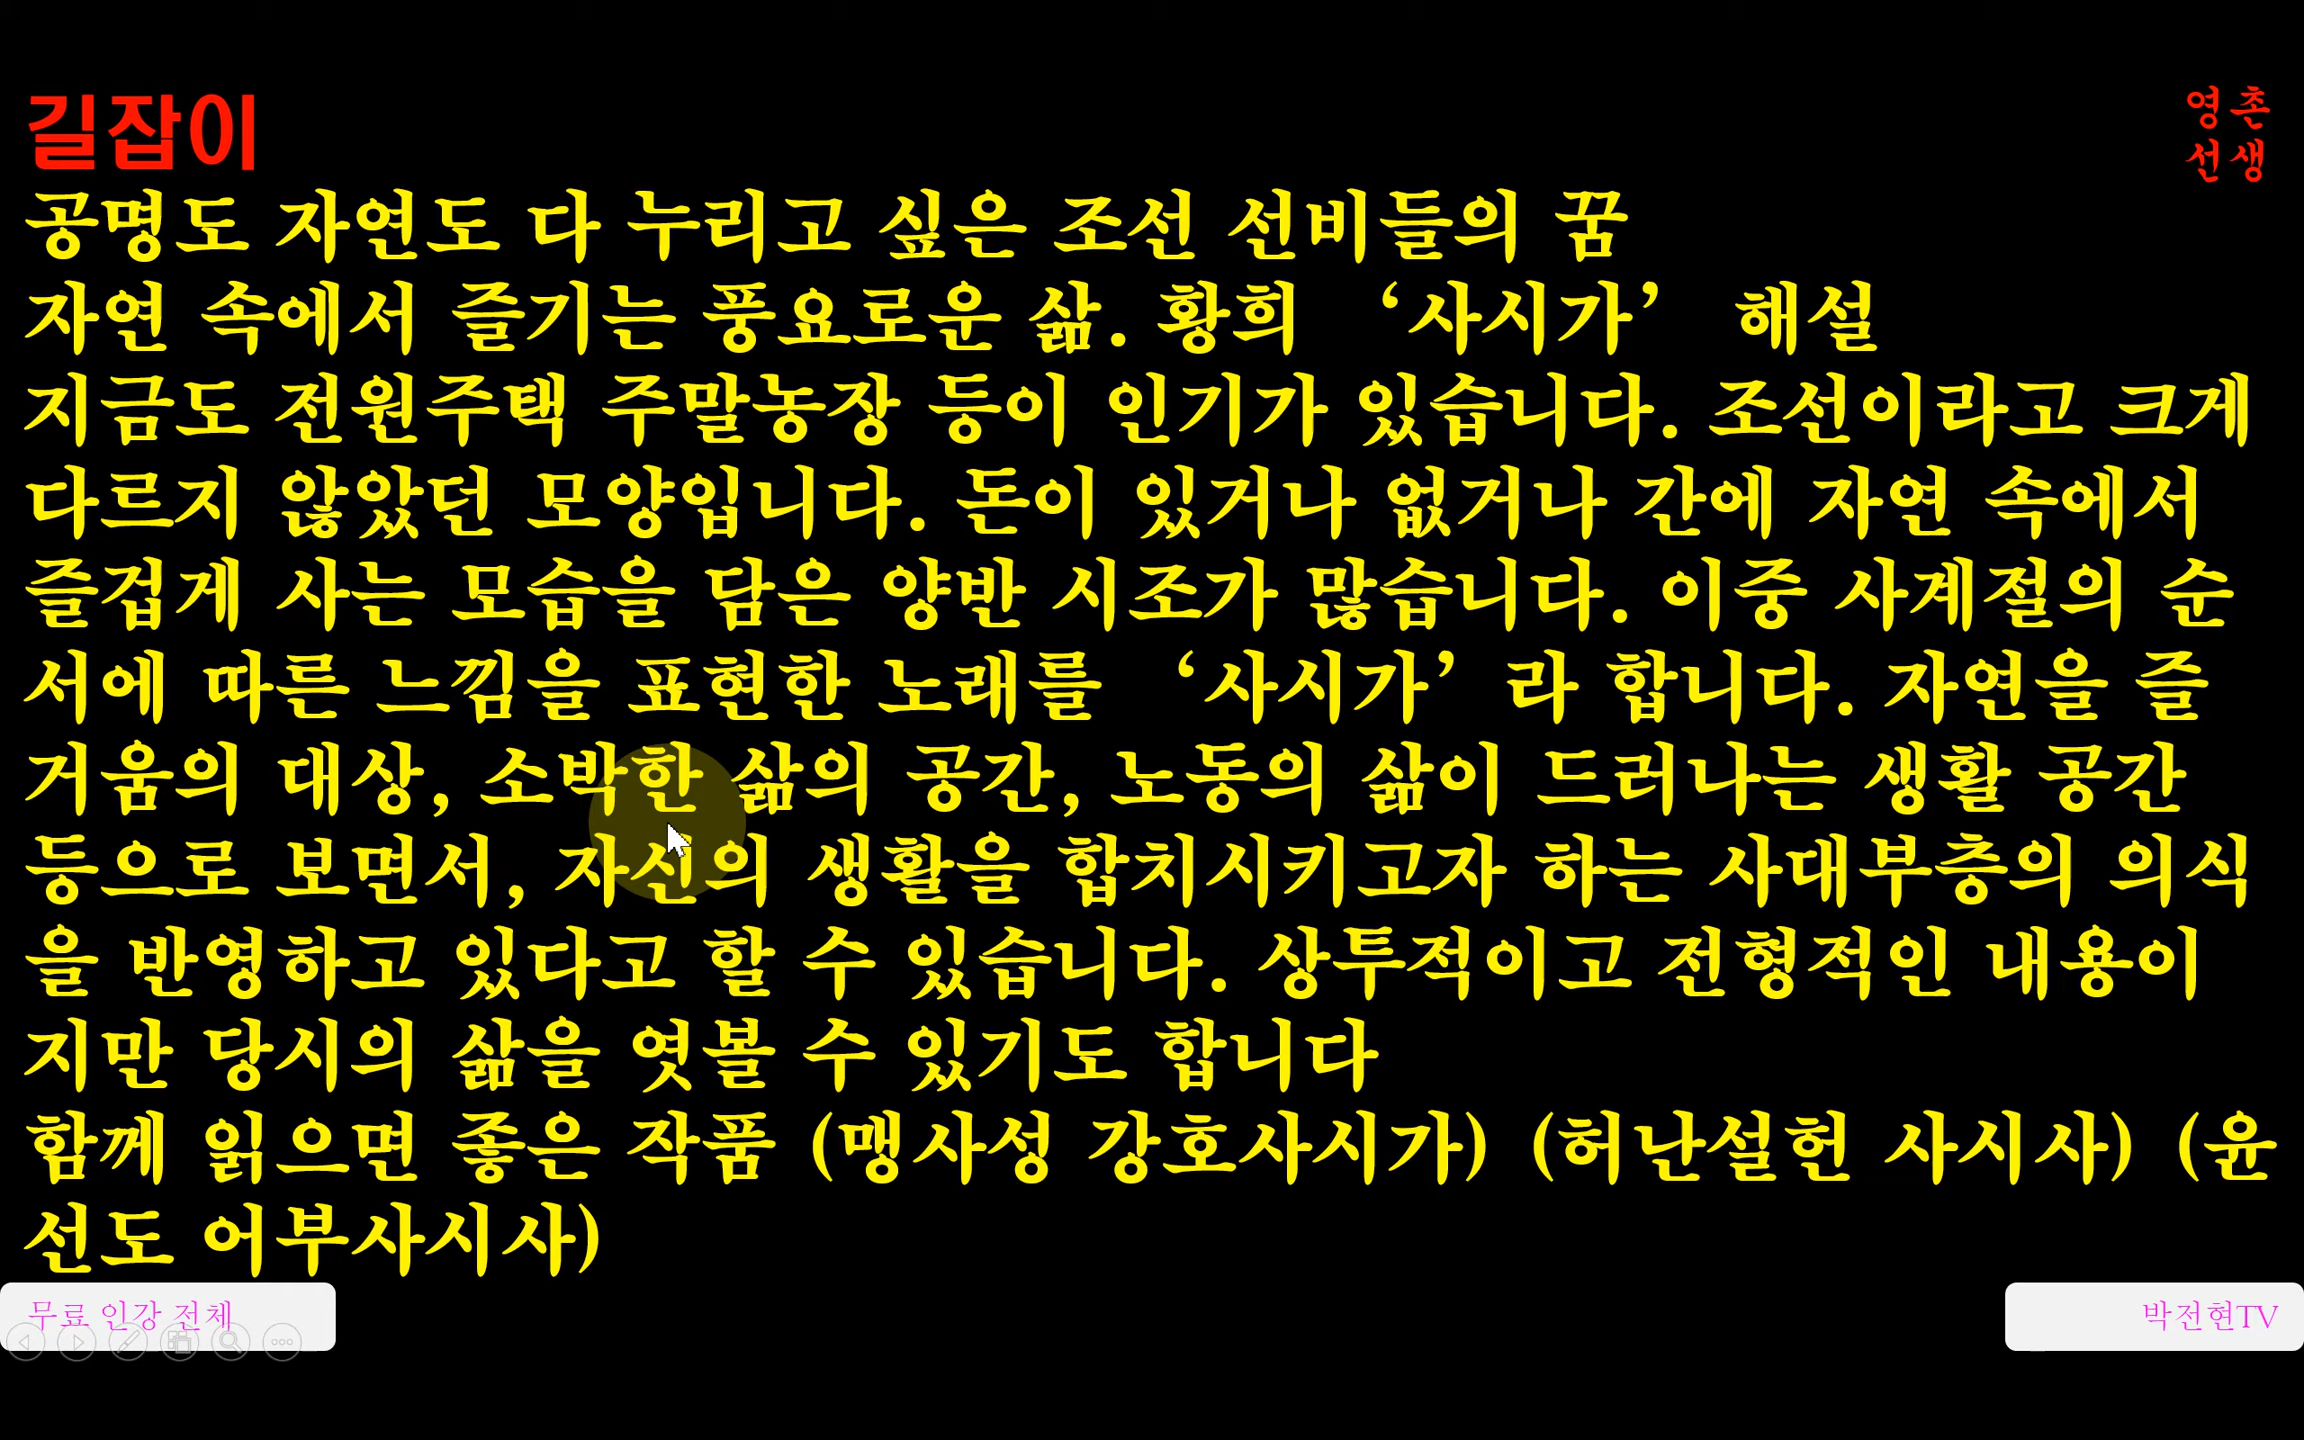 길잡이
영촌
선생
공명도 자연도 다 누리고 싶은 조선 선비들의 꿈
자연 속에서 즐기는 풍요로운 삶. 황희 ‘사시가’ 해설
지금도 전원주택 주말농장 등이 인기가 있습니다. 조선이라고 크게
다르지 않았던 모양입니다. 돈이 있거나 없거나 간에 자연 속에서
즐겁게 사는 모습을 담은 양반 시조가 많습니다. 이중 사계절의 순
서에 따른 느낌을 표현한 노래를 ‘사시가’라 합니다. 자연을 즐
거움의 대상, 소박한 삶의 공간, 노동의 삶이 드러나는 생활 공간
등으로 보면서, 자신의 생활을 합치시키고자 하는 사대부층의 의식
을 반영하고 있다고 할 수 있습니다. 상투적이고 전형적인 내용이
지만 당시의 삶을 엿볼 수 있기도 합니다
함께 읽으면 좋은 작품 (맹사성 강호사시가) (허난설헌 사시사) (윤
선도 어부사시사)
무료 인강 전체
박전현TV